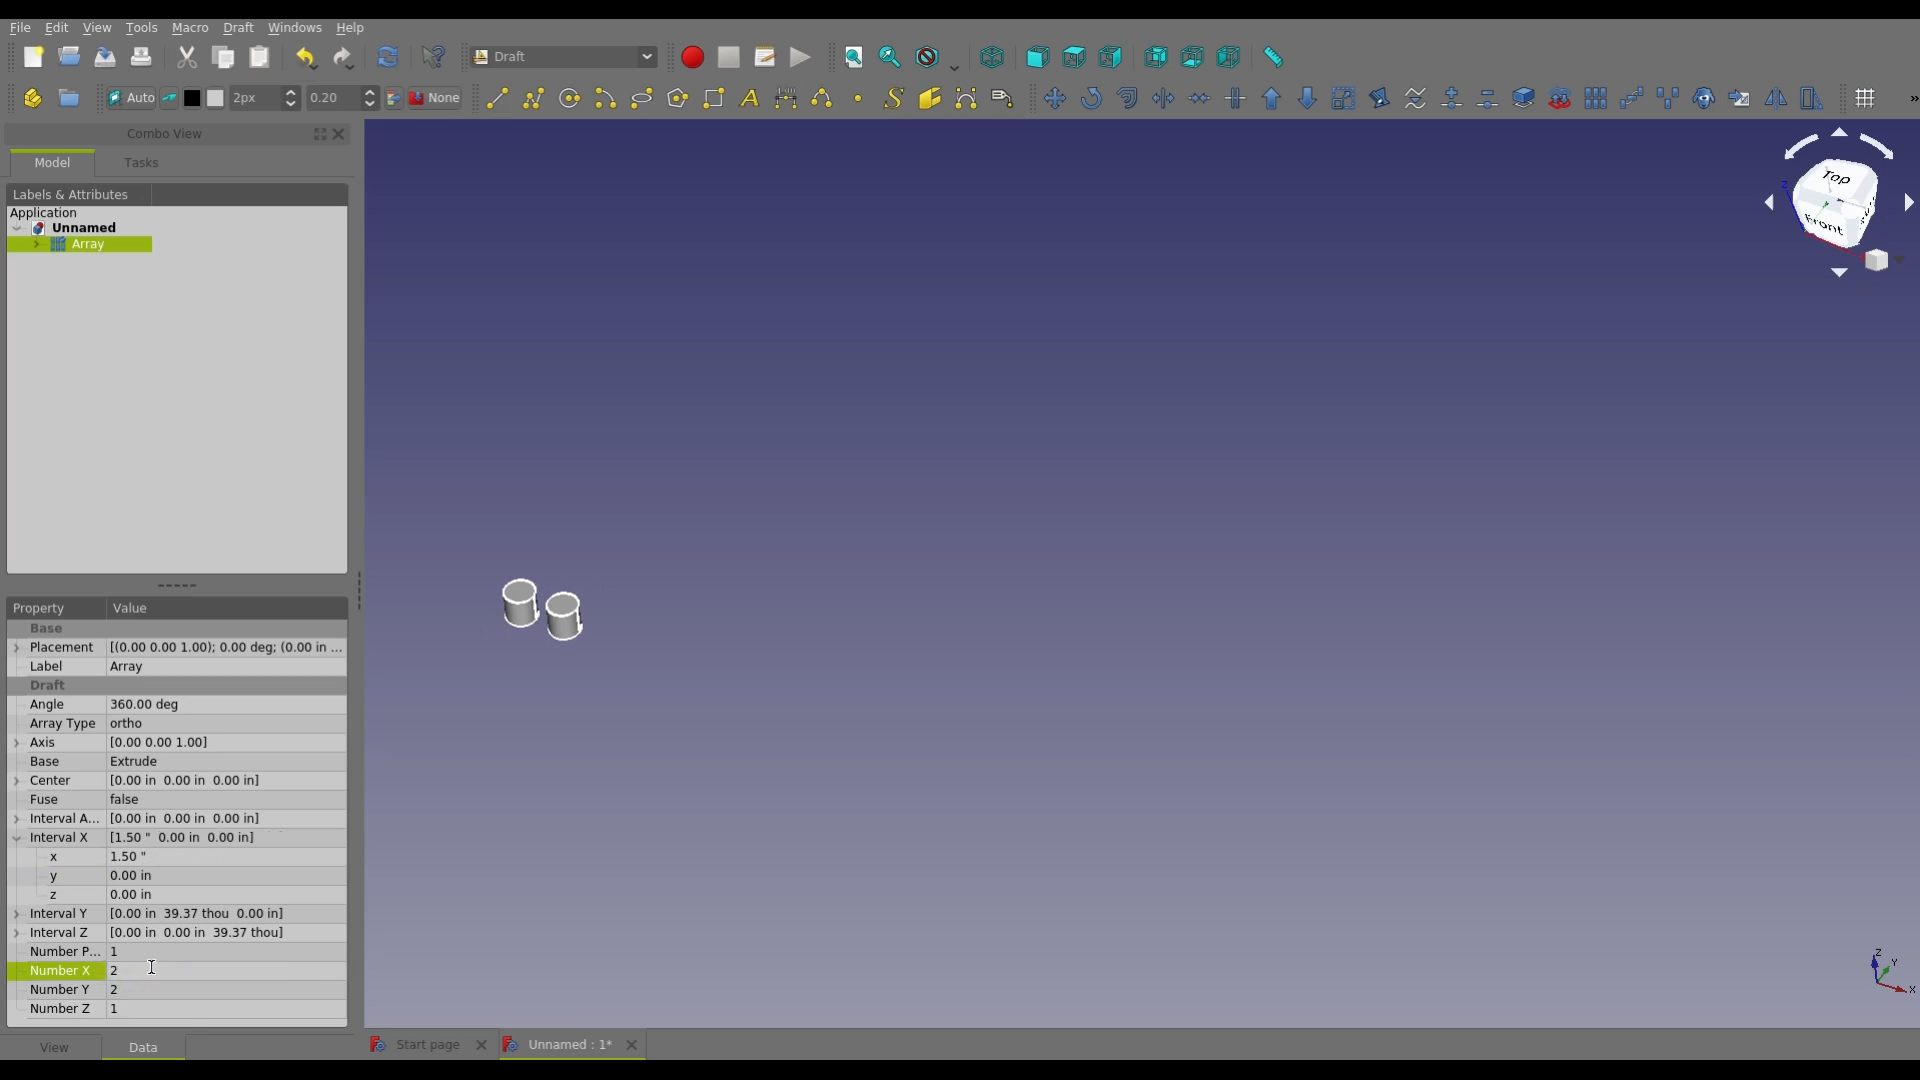 File Edit View Tools Macro Draft Windows Help
Draft
Auto 2px 0.20 None
Combo View
Model Tasks
Labels & Attributes
Application
Unnamed
Array
Top
Front
Z
Property Value
Base
Placement [(0.00 0.00 1.00); 0.00 deg; (0.00 in ...
Label Array
Draft
Angle 360.00 deg
Array Type ortho
Axis [0.00 0.00 1.00]
Base Extrude
Center [0.00 in 0.00 in 0.00 in]
Fuse false
Interval A... [0.00 in 0.00 in 0.00 in]
Interval X [1.50 " 0.00 in 0.00 in]
x 1.50 "
y 0.00 in
z 0.00 in
Interval Y [0.00 in 39.37 thou 0.00 in]
Interval Z [0.00 in 0.00 in 39.37 thou]
Number P... 1
Number X 2
Number Y 2
Number Z 1
Z
Y
X
View Data
Start page Unnamed : 1*